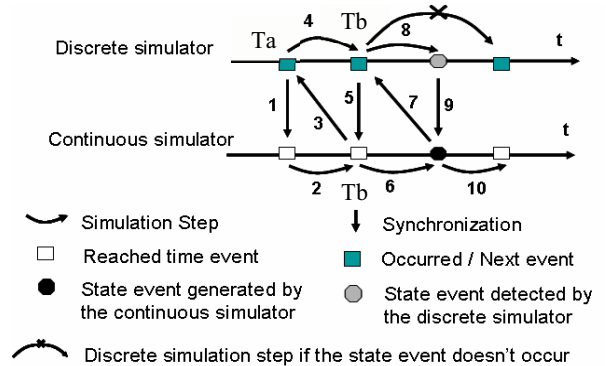 4
Tb
8
Ta
t
Discrete simulator
1
3
5
7
9
t
Continuous simulator
2
Tb
6
10
Simulation Step
Synchronization
Reached time event
Occurred / Next event
State event generated by
the continuous simulator
State event detected by
the discrete simulator
Discrete simulation step if the state event doesn't occur